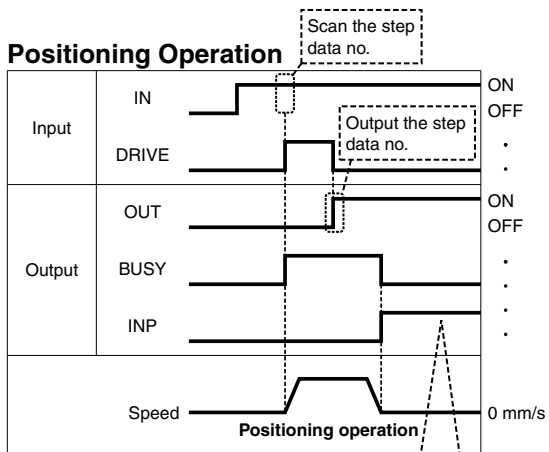 Scan the step
data no.
Positioning Operation
Input
IN
ON
OFF
DRIVE
Output the step
data no.
Output
OUT
ON
OFF
BUSY
INP
Speed
0 mm/s
Positioning operation